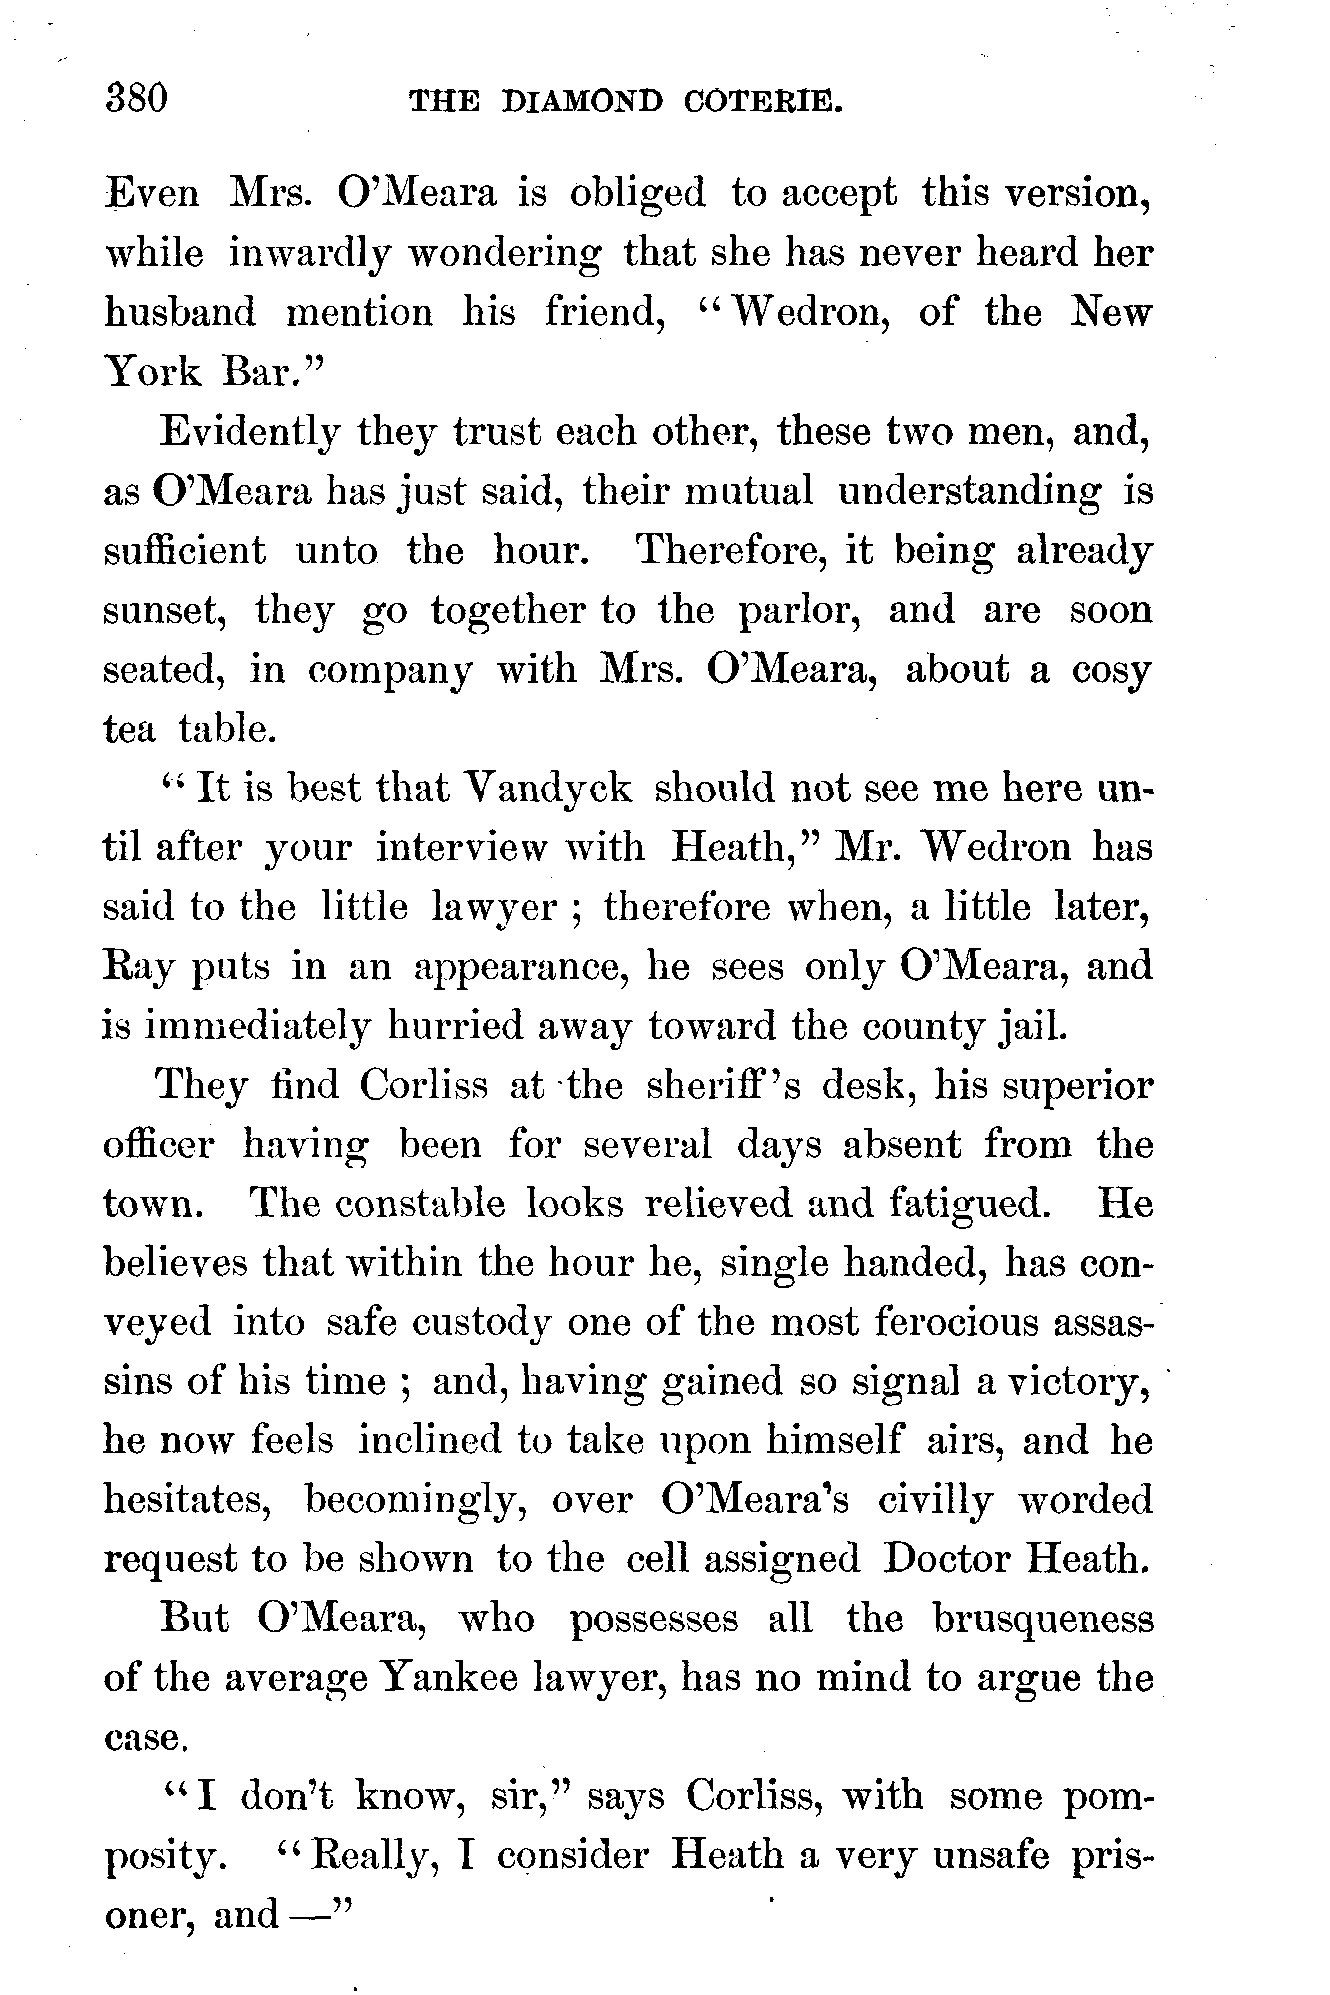 380 THE DIAMOND COTERIE.
Even Mrs. O'Meara is obliged to accept this version,
while inwardly wondering that she has never heard her
husband mention his friend, “Wedron, of the New
York Bar.”
Evidently they trust each other, these two men, and,
as O'Meara has just said, their mutual understanding is
sufficient unto the hour. Therefore, it being already
sunset, they go together to the parlor, and are soon
seated, in company with Mrs. O'Meara, about a cosy
tea table.
“It is best that Vandyck should not see me here un-
til after your interview with Heath,” Mr. Wedron has
said to the little lawyer ; therefore when, a little later,
Ray puts in an appearance, he sees only O'Meara, and
is immediately hurried away toward the county jail.
They find Corliss at the sheriff's desk, his superior
officer having been for several days absent from the
town. The constable looks relieved and fatigued. He
believes that within the hour he, single handed, has con-
veyed into safe custody one of the most ferocious assas-
sins of his time ; and, having gained so signal a victory,
he now feels inclined to take upon himself airs, and he
hesitates, becomingly, over O'Meara's civilly worded
request to be shown to the cell assigned Doctor Heath.
But O'Meara, who possesses all the brusqueness
of the average Yankee lawyer, has no mind to argue the
case.
“I don't know, sir,” says Corliss, with some pom-
posity. “Really, I consider Heath a very unsafe pris-
oner, and —”